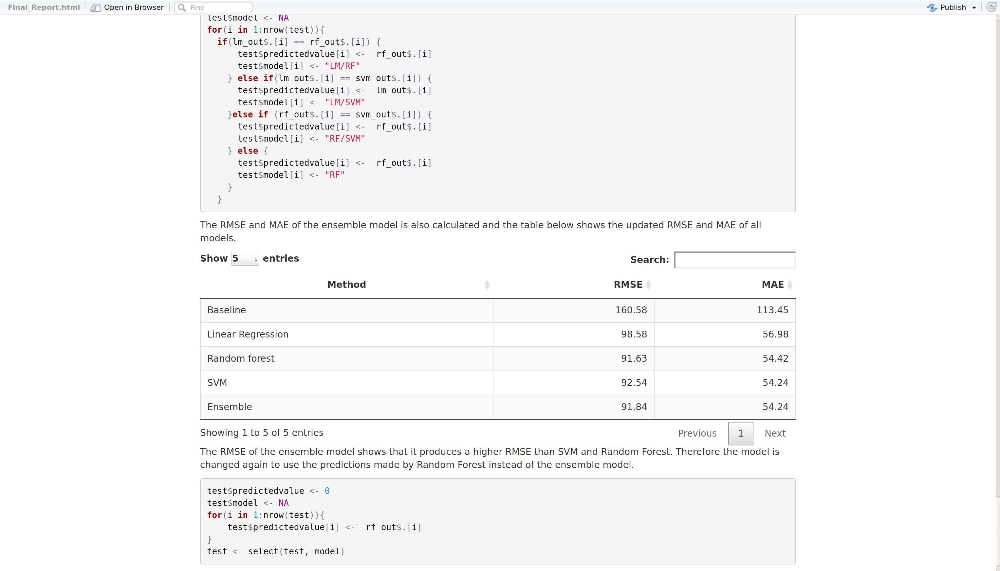 Final_Report.html Open in Browser Find Publish
test$model <- NA
for(i in 1:nrow(test)){
  if(lm_out$.[i] == rf_out$.[i]) {
      test$predictedvalue[i] <-  rf_out$.[i]
      test$model[i] <- "LM/RF"
    } else if(lm_out$.[i] == svm_out$.[i]) {
      test$predictedvalue[i] <-  lm_out$.[i]
      test$model[i] <- "LM/SVM"
    }else if (rf_out$.[i] == svm_out$.[i]) {
      test$predictedvalue[i] <-  rf_out$.[i]
      test$model[i] <- "RF/SVM"
    } else {
      test$predictedvalue[i] <-  rf_out$.[i]
      test$model[i] <- "RF"
    }
  }
The RMSE and MAE of the ensemble model is also calculated and the table below shows the updated RMSE and MAE of all
models.
Show 5 entries Search:
Method RMSE MAE
Baseline 160.58 113.45
Linear Regression 98.58 56.98
Random forest 91.63 54.42
SVM 92.54 54.24
Ensemble 91.84 54.24
Showing 1 to 5 of 5 entries Previous 1 Next
The RMSE of the ensemble model shows that it produces a higher RMSE than SVM and Random Forest. Therefore the model is
changed again to use the predictions made by Random Forest instead of the ensemble model.
test$predictedvalue <- 0
test$model <- NA
for(i in 1:nrow(test)){
    test$predictedvalue[i] <-  rf_out$.[i]
}
test <- select(test,-model)